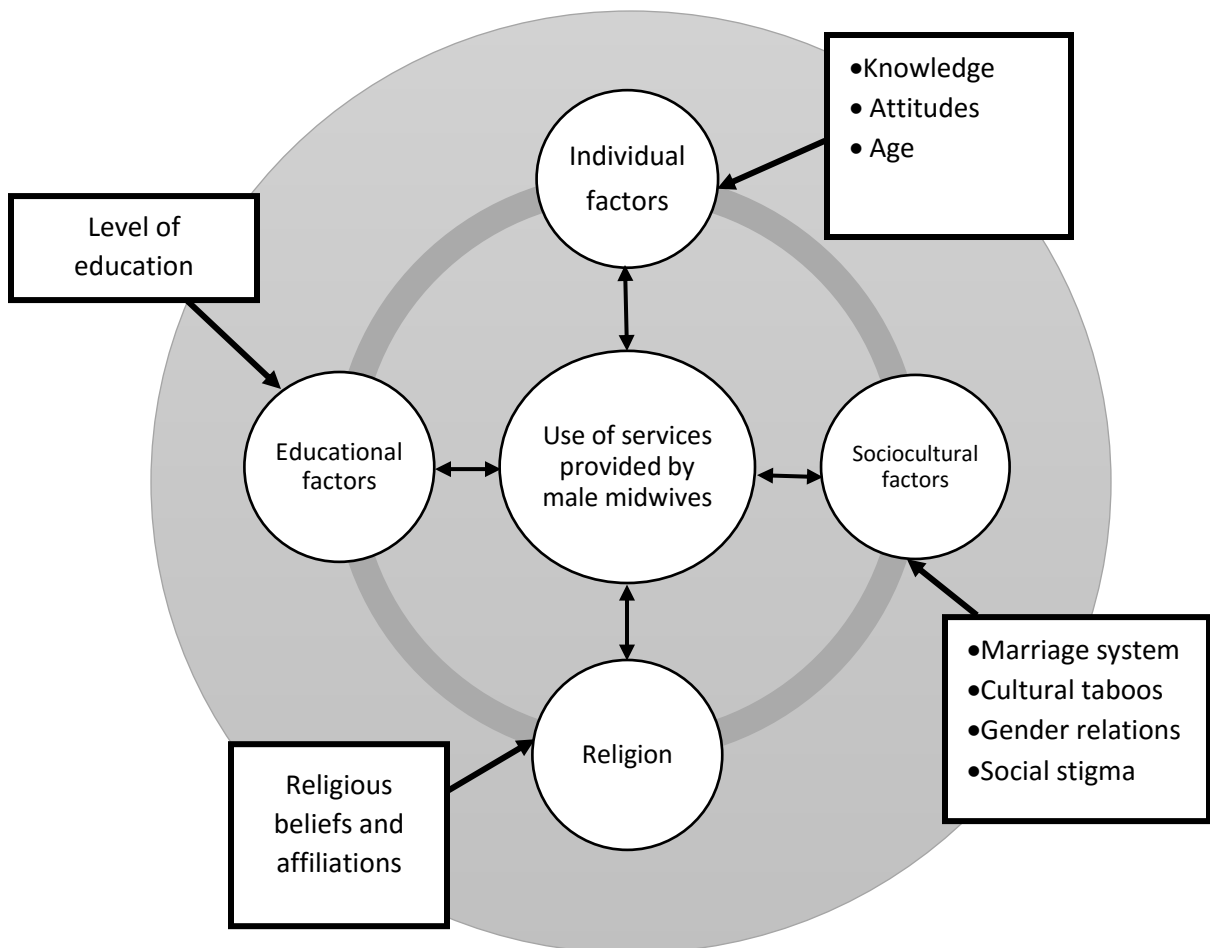 •Knowledge
• Attitudes
• Age
Individual
factors
Level of
education
Educational
factors
Use of services
provided by
male midwives
Sociocultural
factors
•Marriage system
•Cultural taboos
•Gender relations
•Social stigma
Religion
Religious
beliefs and
affiliations